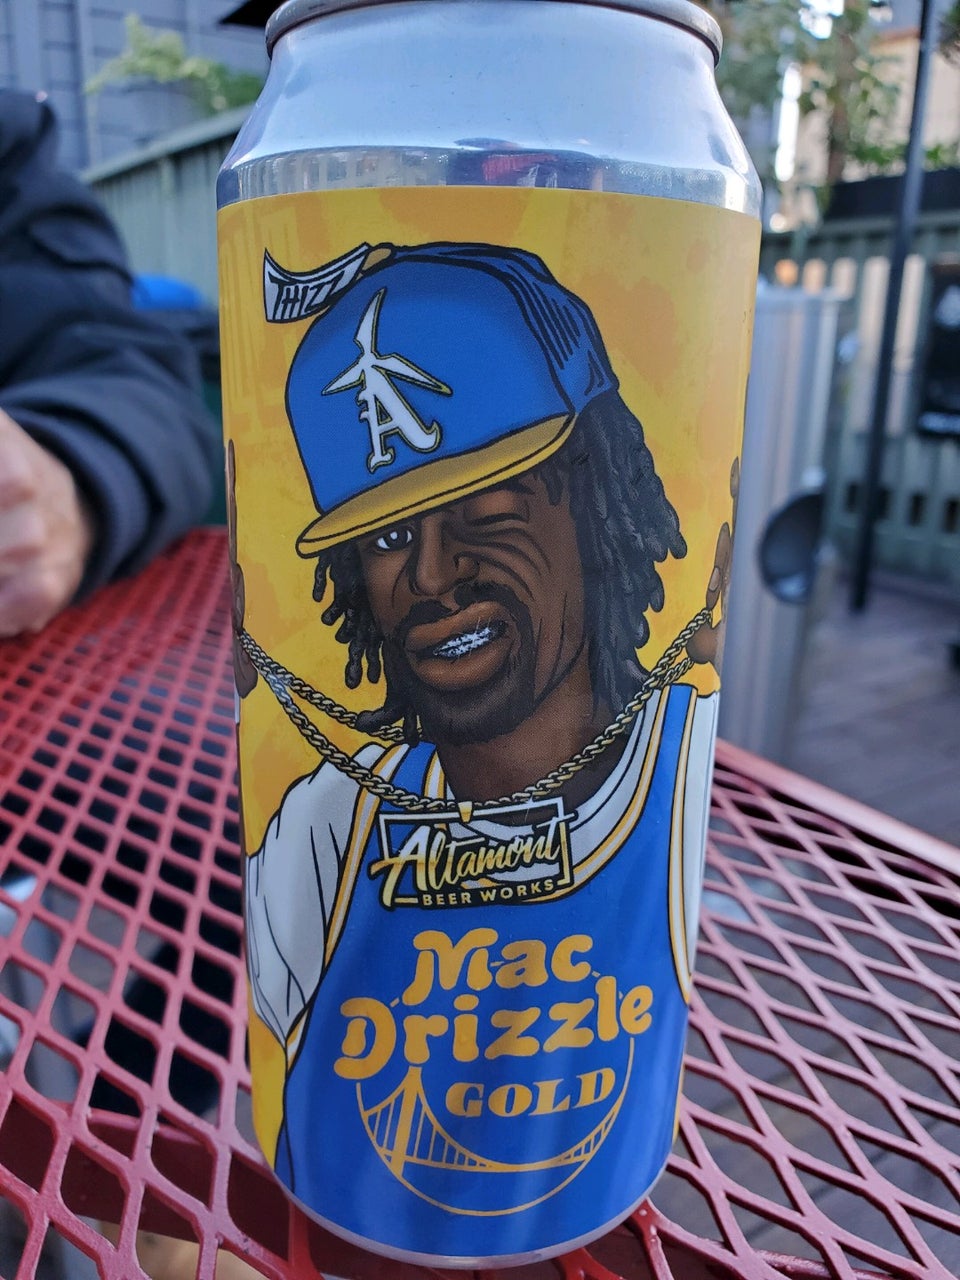 THIZZ
A
Altamont
BEER WORKS
Mac
Drizzle
GOLD